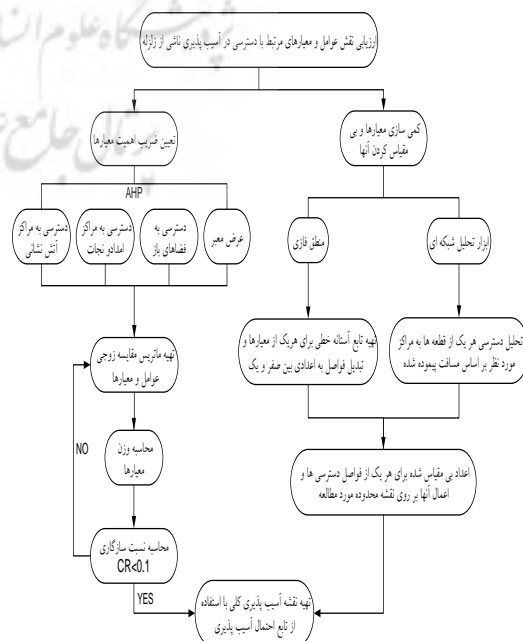 ارزیابی نقش عوامل و معیارهای مرتبط با دسترسی در آسیب پذیری ناشی از زلزله
تعیین ضریب اهمیت معیارها
کمی سازی معیارها و بی
مقیاس کردن آنها
AHP
دسترسی به مراکز
آتش نشانی
دسترسی به مراکز
امدادو نجات
دسترسی به
فضاهای باز
عرض معبر
منطق فازی
ابزار تحلیل شبکه ای
تهیه ماتریس مقایسه زوجی
عوامل و معیارها
تهیه تابع آستانه خطی برای هریک از معیارها و
تبدیل فواصل به اعدادی بین صفر و یک
تحلیل دسترسی هر یک از قطعه ها به مراکز
مورد نظر بر اساس مسافت پیموده شده
NO
محاسبه وزن
معیارها
اعداد بی مقیاس شده برای هر یک از فواصل دسترسی ها و
اعمال آنها بر روی نقشه محدوده مورد مطالعه
محاسبه نسبت سازگاری
CR<0.1
YES
تهیه نقشه آسیب پذیری کلی با استفاده
از تابع احتمال آسیب پذیری